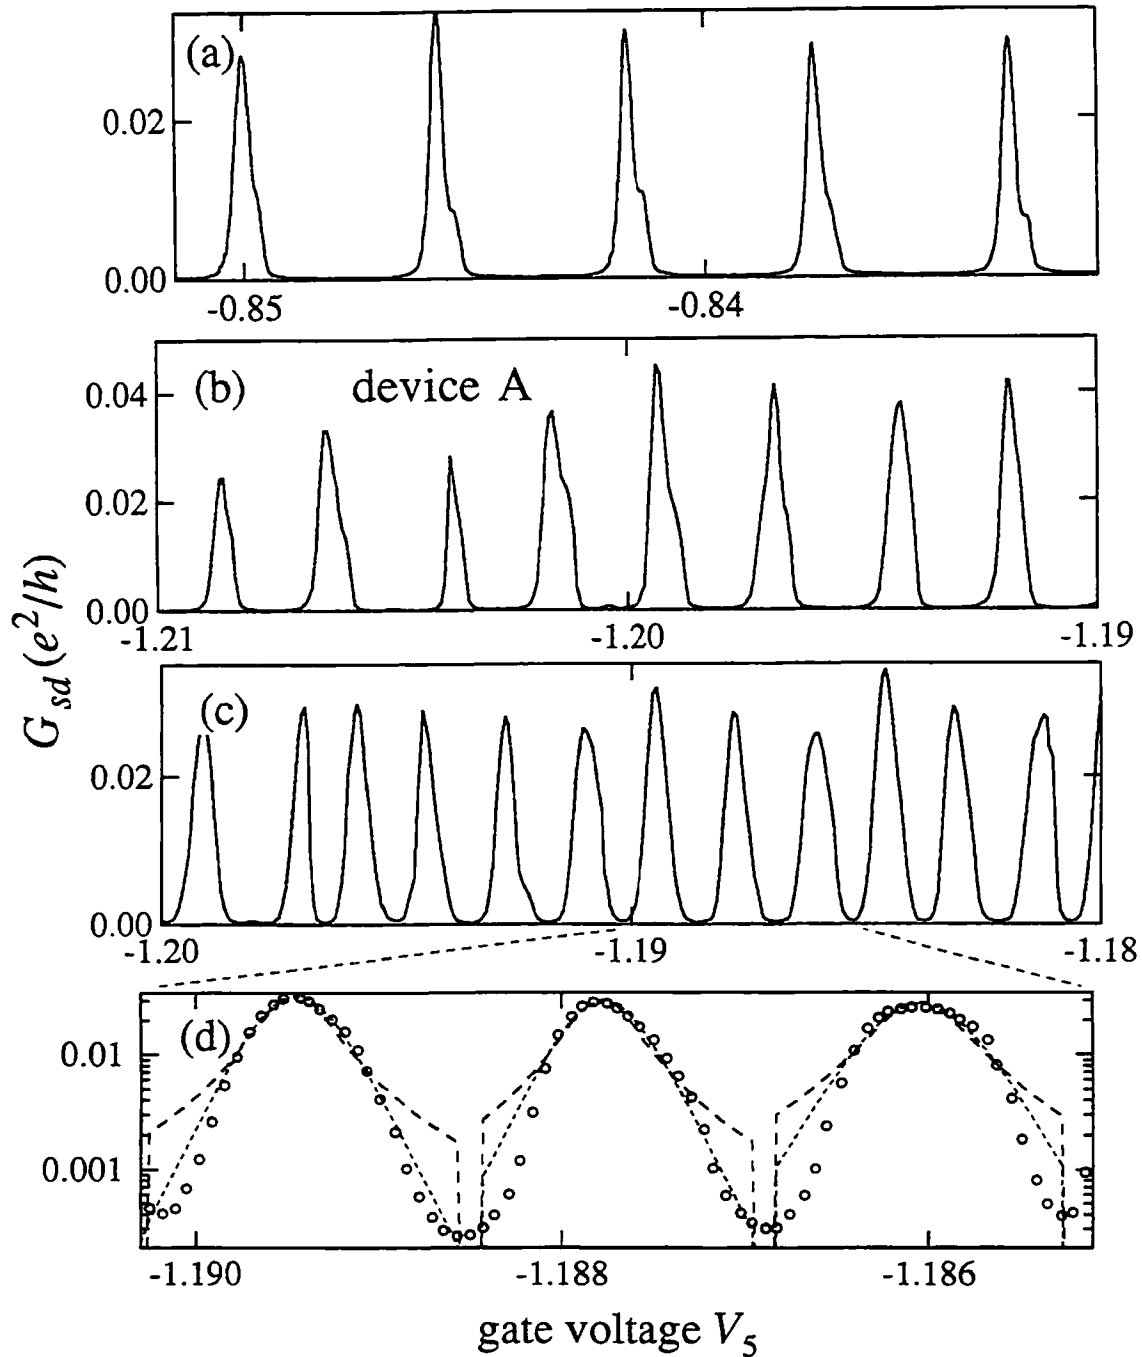 (a)
0.02
0.00
-0.85 -0.84
(b) device A
0.04
0.02
0.00
-1.21 -1.20 -1.19
G_sd (e²/h)
(c)
0.02
0.00
-1.20 -1.19 -1.18
(d)
0.01
0.001
-1.190 -1.188 -1.186
gate voltage V₅